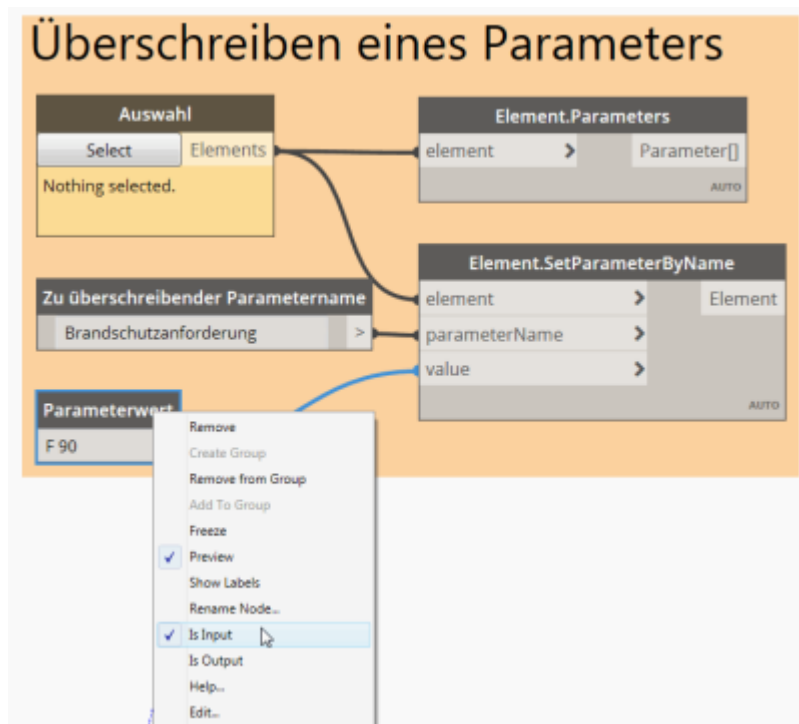 Überschreiben eines Parameters
Auswahl
Select Elements
Nothing selected.
Element.Parameters
element > Parameter[]
AUTO
Zu überschreibender Parametername
Brandschutzanforderung >
Element.SetParameterByName
element > Element
parameterName >
value >
AUTO
Parameterwert
F 90
Remove
Create Group
Remove from Group
Add To Group
Freeze
Preview
Show Labels
Rename Node...
Is Input
Is Output
Help...
Edit...